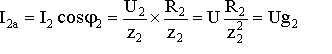 I₂ₐ = I₂ cosφ₂ = U₂/z₂ × R₂/z₂ = U R₂/z₂² = Ug₂